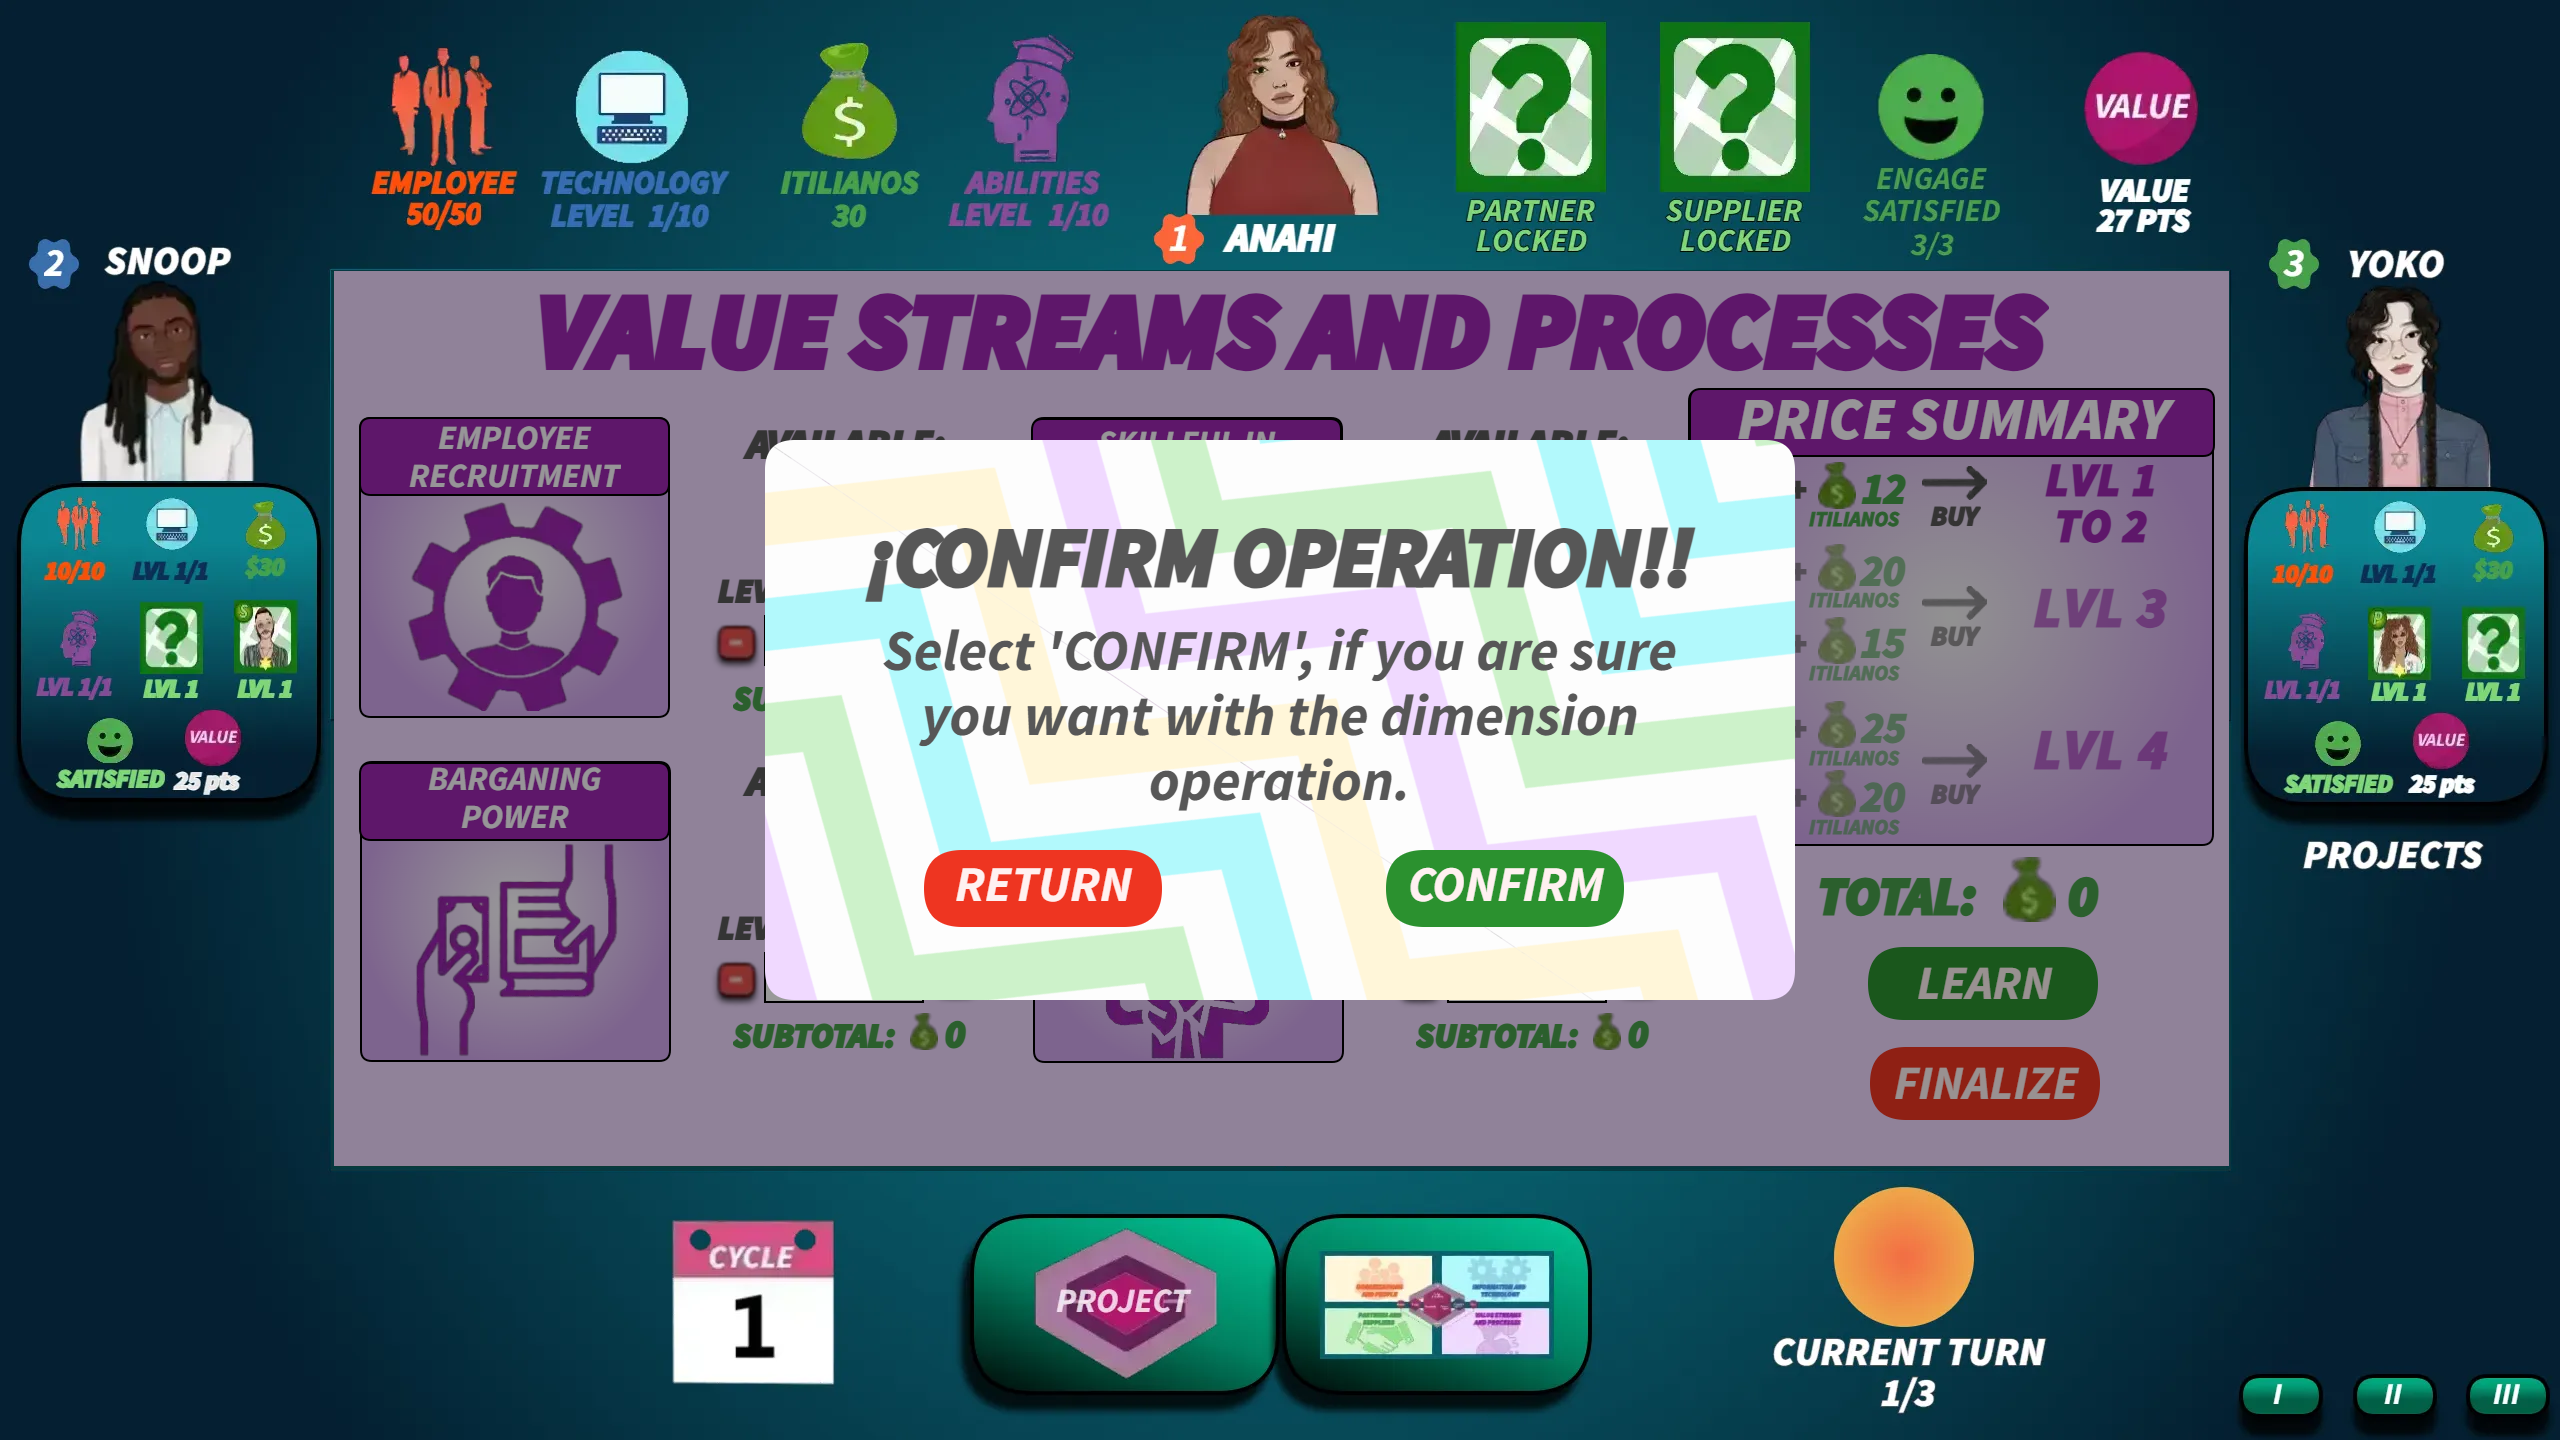 EMPLOYEE
50/50
TECHNOLOGY
LEVEL 1/10
$
ITILIANOS
30
ABILITIES
LEVEL 1/10
1 ANAHI
?
PARTNER
LOCKED
?
SUPPLIER
LOCKED
ENGAGE
SATISFIED
3/3
VALUE
VALUE
27 PTS
2 SNOOP
10/10
LVL 1/1
$30
LVL 1/1
LVL 1
LVL 1
SATISFIED
VALUE
25 pts
3 YOKO
10/10
LVL 1/1
$30
LVL 1/1
LVL 1
LVL 1
SATISFIED
VALUE
25 pts
PROJECTS
VALUE STREAMS AND PROCESSES
EMPLOYEE
RECRUITMENT
BARGANING
POWER
PRICE SUMMARY
+ 12
ITILIANOS
BUY
LVL 1
TO 2
+ 20
ITILIANOS
+ 15
ITILIANOS
BUY
LVL 3
+ 25
ITILIANOS
+ 20
ITILIANOS
BUY
LVL 4
¡CONFIRM OPERATION!!
Select 'CONFIRM', if you are sure
you want with the dimension
operation.
RETURN
CONFIRM
SUBTOTAL: 0
SUBTOTAL: 0
TOTAL: 0
LEARN
FINALIZE
CYCLE
1
PROJECT
CURRENT TURN
1/3
I
II
III